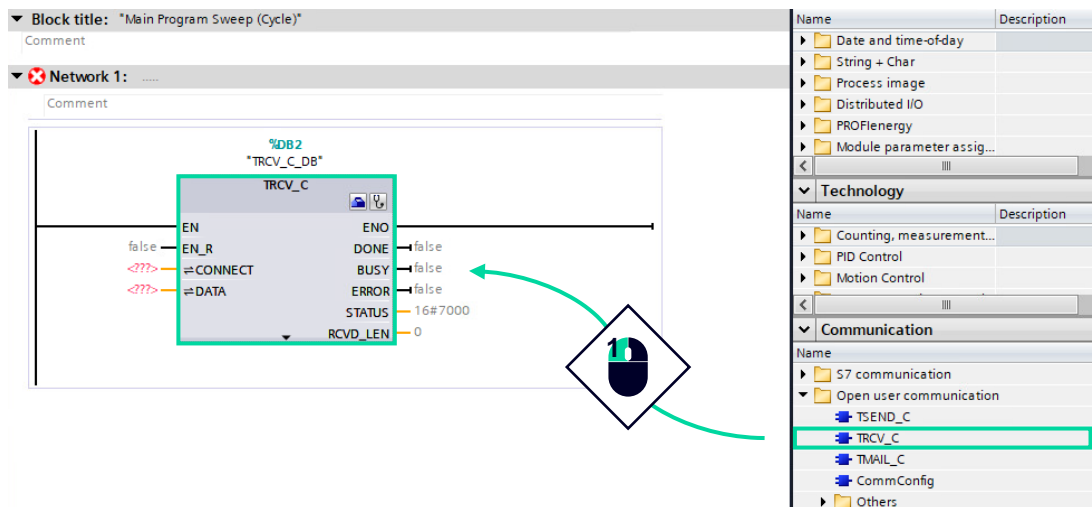 Block title: "Main Program Sweep (Cycle)"
Comment
Network 1: .....
Comment
%DB2
"TRCV_C_DB"
TRCV_C
EN ENO
false EN_R DONE false
<???> CONNECT BUSY false
<???> DATA ERROR false
STATUS 16#7000
RCVD_LEN 0
1
Name Description
Date and time-of-day
String + Char
Process image
Distributed I/O
PROFIenergy
Module parameter assig...
Technology
Name Description
Counting, measurement...
PID Control
Motion Control
Communication
Name
S7 communication
Open user communication
TSEND_C
TRCV_C
TMAIL_C
CommConfig
Others